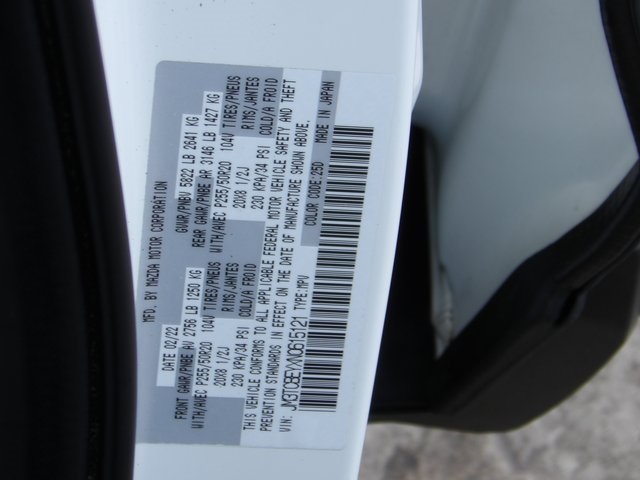 MFD. BY MAZDA MOTOR CORPORATION
DATE 02/22 GVWR/PNBV 5822 LB 2641 KG
FRONT GAWR/PNBE AV 2756 LB 1250 KG REAR GAWR/PNBE AR 3146 LB 1427 KG
WITH/AVEC P255/50R20 104V TIRES/PNEUS WITH/AVEC P255/50R20 104V TIRES/PNEUS
20X8 1/2J RIMS/JANTES 20X8 1/2J RIMS/JANTES
230 KPA/34 PSI COLD/A FROID 230 KPA/34 PSI COLD/A FROID
THIS VEHICLE CONFORMS TO ALL APPLICABLE FEDERAL MOTOR VEHICLE SAFETY AND THEFT
PREVENTION STANDARDS IN EFFECT ON THE DATE OF MANUFACTURE SHOWN ABOVE.
VIN: TYPE:MPV COLOR CODE:25D MADE IN JAPAN